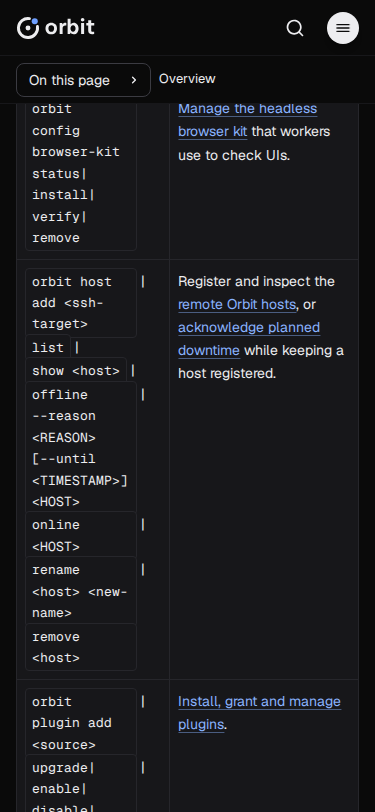 orbit
On this page
Overview
orbit
config
browser-kit
status|
install|
verify|
remove
Manage the headless
browser kit that workers
use to check UIs.
orbit host |
add <ssh-
target>
list |
show <host> |
offline |
--reason
<REASON>
[--until
<TIMESTAMP>]
<HOST>
online |
<HOST>
rename |
<host> <new-
name>
remove
<host>
Register and inspect the
remote Orbit hosts, or
acknowledge planned
downtime while keeping a
host registered.
orbit |
plugin add
<source>
upgrade| |
enable|
disable|
Install, grant and manage
plugins.